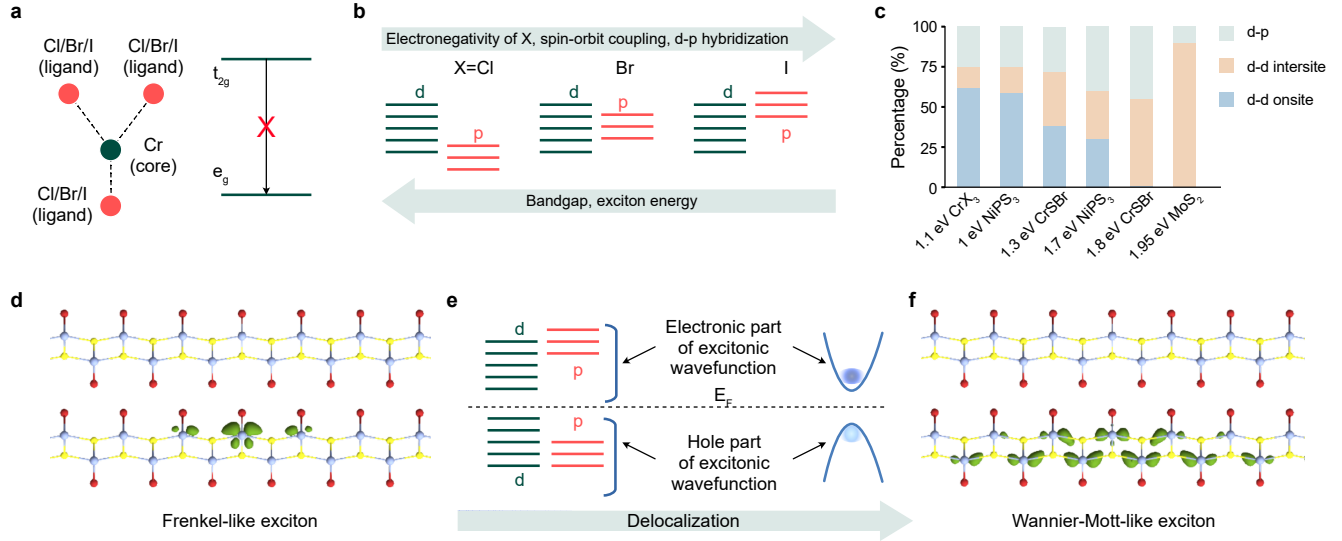 a
Cl/Br/I
(ligand)
Cl/Br/I
(ligand)
Cr
(core)
Cl/Br/I
(ligand)
t2g
X
eg
b
Electronegativity of X, spin-orbit coupling, d-p hybridization
X=Cl
Br
I
d
p
d
p
d
p
Bandgap, exciton energy
c
Percentage (%)
100
75
50
25
0
1.1 eV CrX3
1 eV NiPS3
1.3 eV CrSBr
1.7 eV NiPS3
1.8 eV CrSBr
1.95 eV MoS2
d-p
d-d intersite
d-d onsite
d
Frenkel-like exciton
e
d
p
Electronic part
of excitonic
wavefunction
EF
p
d
Hole part
of excitonic
wavefunction
Delocalization
f
Wannier-Mott-like exciton